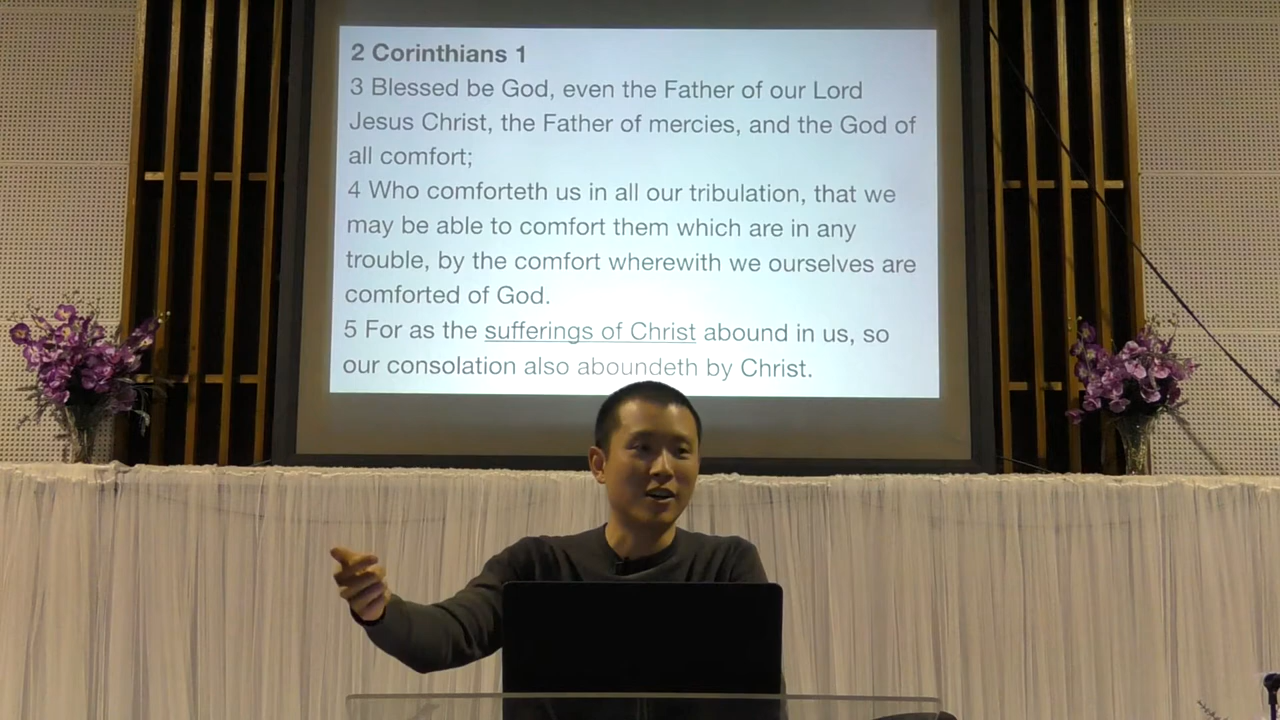 2 Corinthians 1
3 Blessed be God, even the Father of our Lord
Jesus Christ, the Father of mercies, and the God of
all comfort;
4 Who comforteth us in all our tribulation, that we
may be able to comfort them which are in any
trouble, by the comfort wherewith we ourselves are
comforted of God.
5 For as the sufferings of Christ abound in us, so
our consolation also aboundeth by Christ.